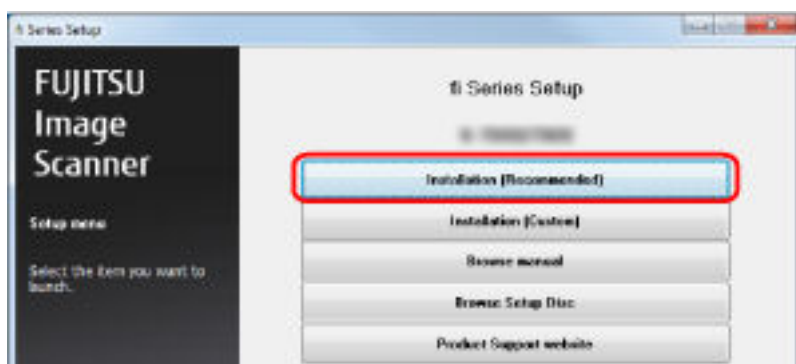 fi Series Setup
FUJITSU
Image
Scanner
Setup menu
Select the item you want to
launch.
fi Series Setup
Installation (Recommended)
Installation (Custom)
Browse manual
Browse Setup Disc
Product Support website